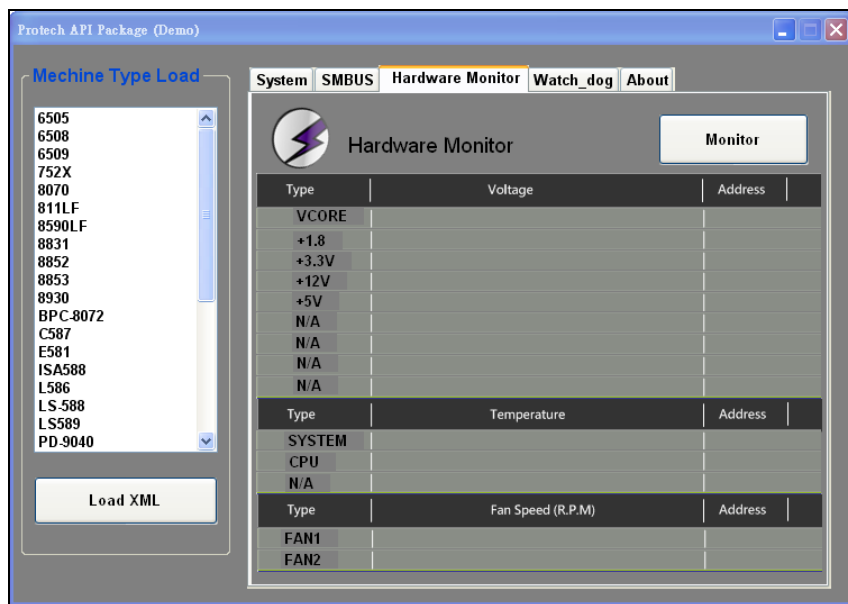 Protech API Package (Demo)
Mechine Type Load
6505
6508
6509
752X
8070
811LF
8590LF
8831
8852
8853
8930
BPC-8072
C587
E581
ISA588
L586
LS-588
LS589
PD-9040
Load XML
System SMBUS Hardware Monitor Watch_dog About
Hardware Monitor
Monitor
Type Voltage Address
VCORE
+1.8
+3.3V
+12V
+5V
N/A
N/A
N/A
N/A
Type Temperature Address
SYSTEM
CPU
N/A
Type Fan Speed (R.P.M) Address
FAN1
FAN2